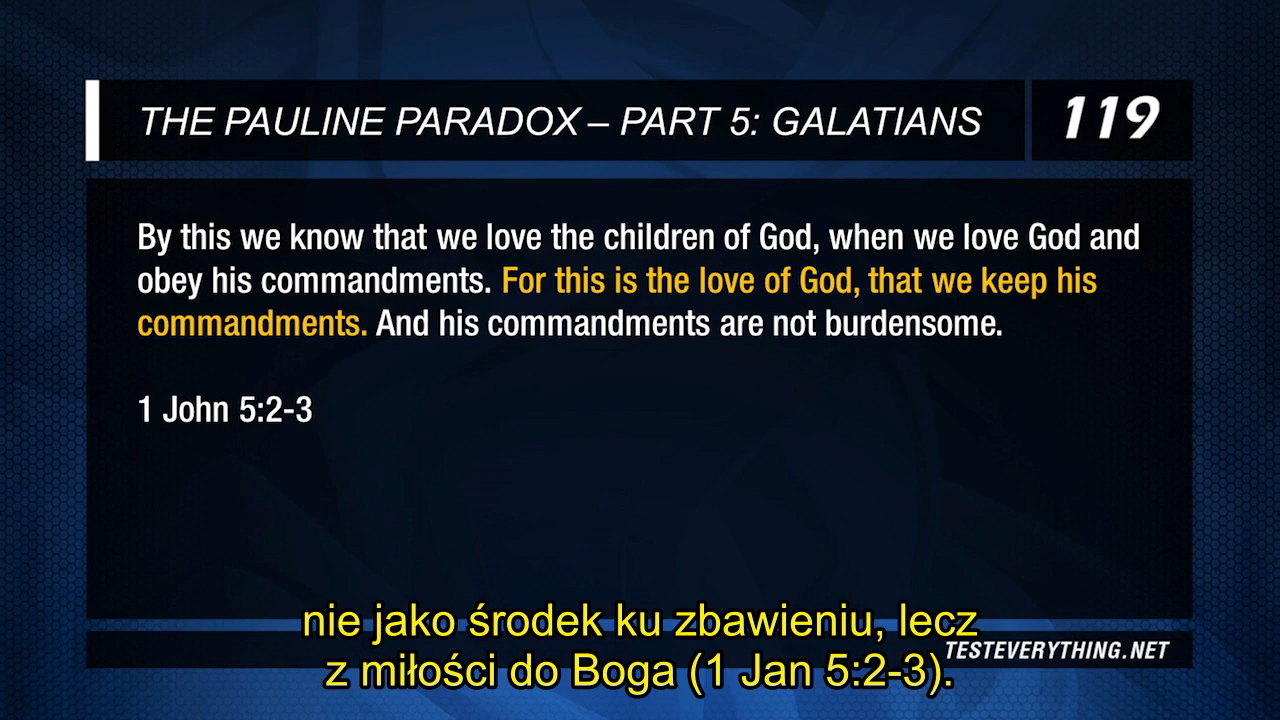 THE PAULINE PARADOX – PART 5: GALATIANS
119
By this we know that we love the children of God, when we love God and
obey his commandments. For this is the love of God, that we keep his
commandments. And his commandments are not burdensome.
1 John 5:2-3
nie jako środek ku zbawieniu, lecz
z miłości do Boga (1 Jan 5:2-3).
TESTEVERYTHING.NET